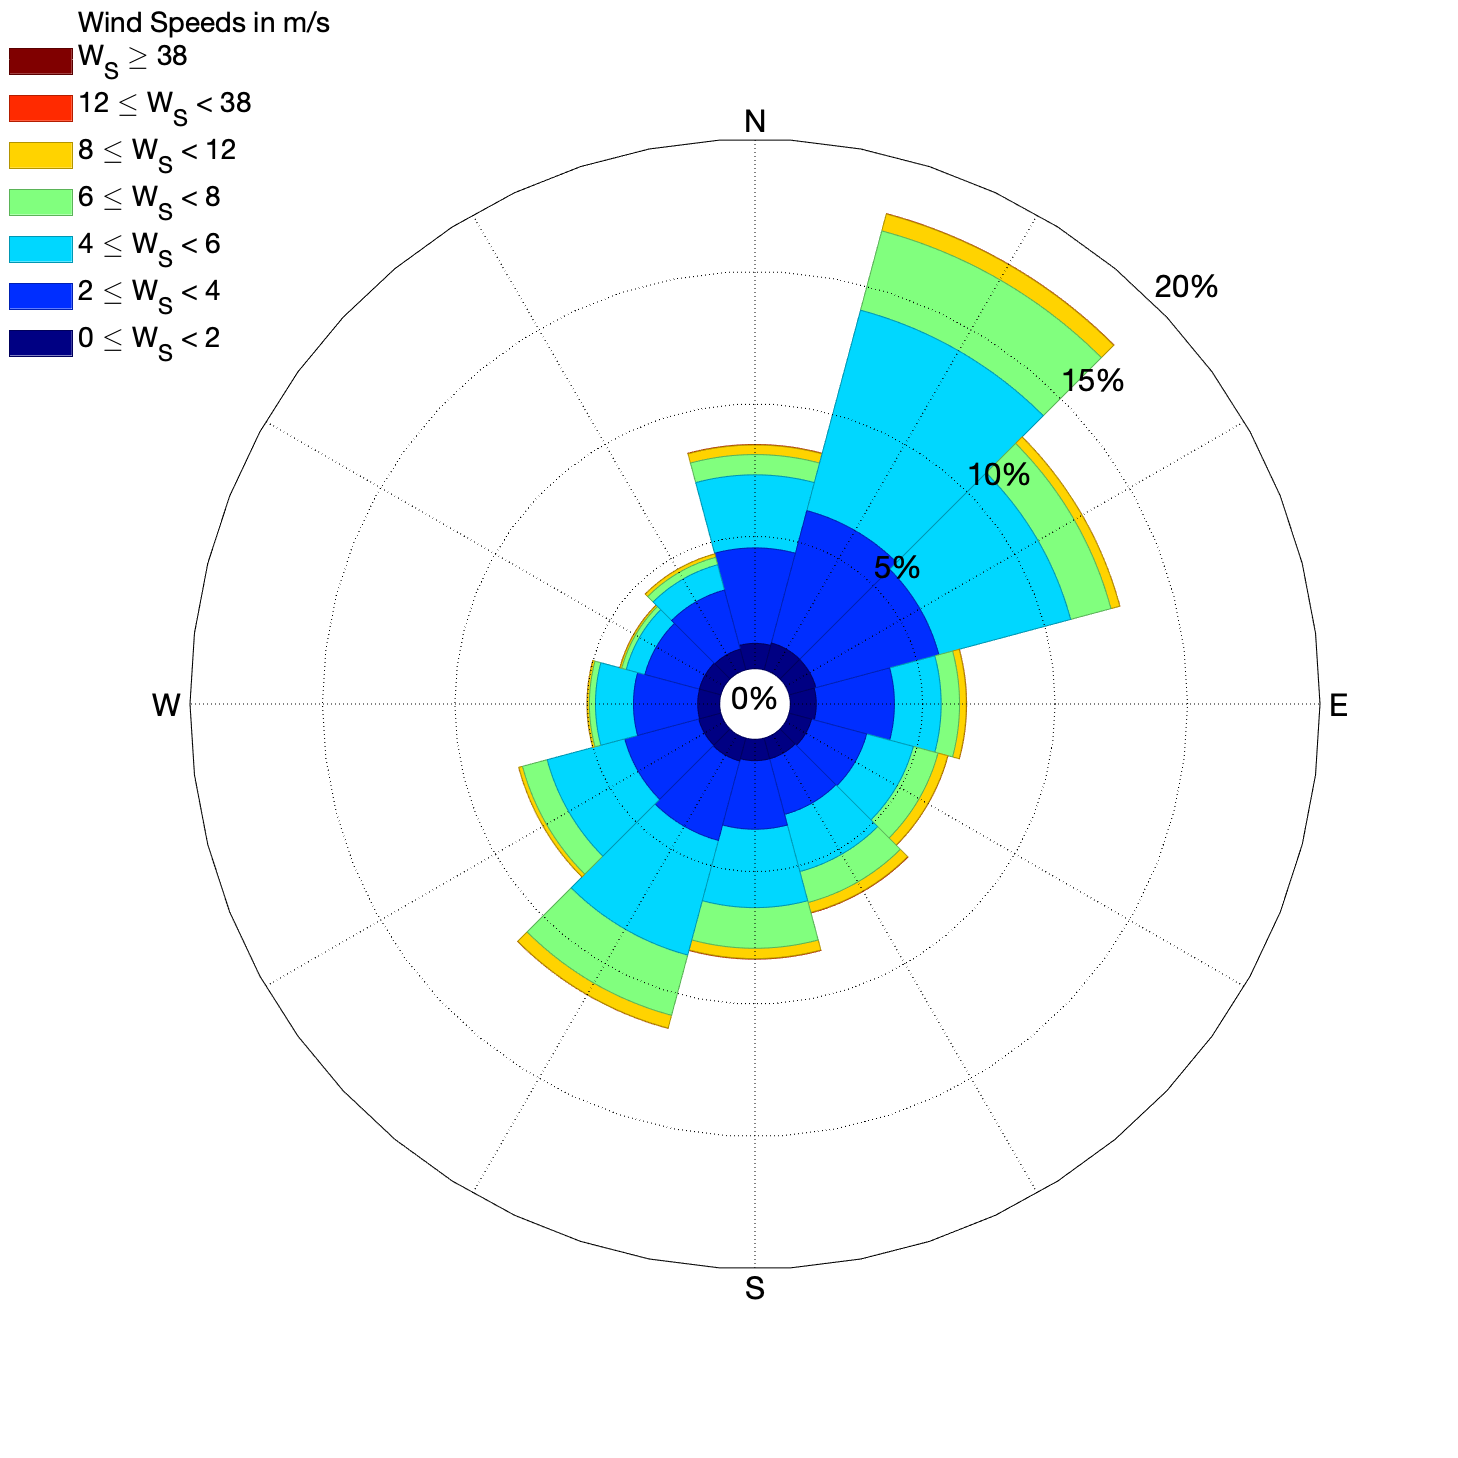 Wind Speeds in m/s
W_S ≥ 38
12 ≤ W_S < 38
8 ≤ W_S < 12
6 ≤ W_S < 8
4 ≤ W_S < 6
2 ≤ W_S < 4
0 ≤ W_S < 2
N
20%
15%
10%
5%
0%
W
E
S